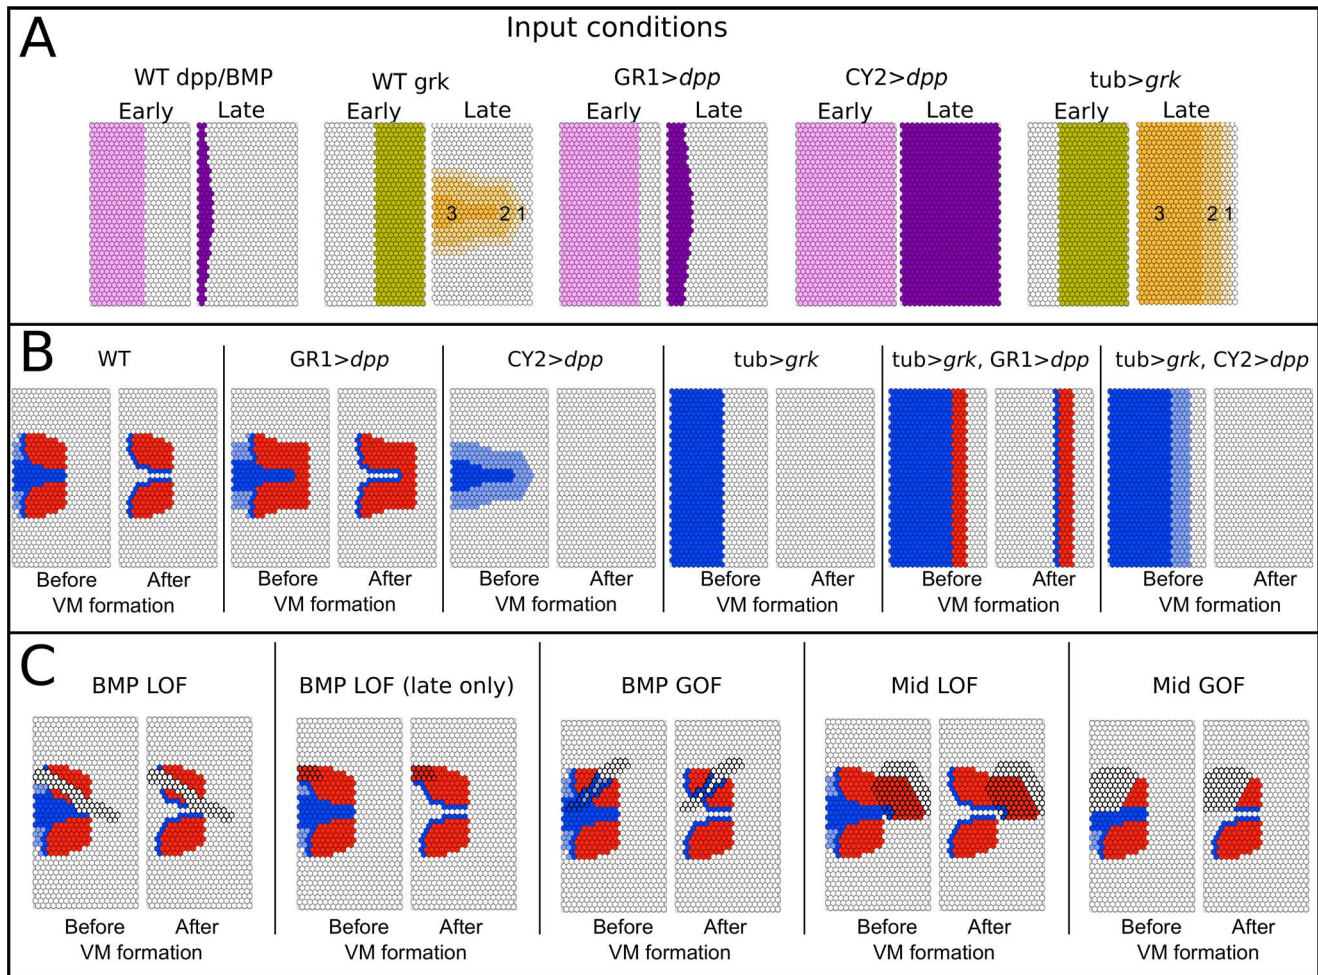 A
Input conditions
WT dpp/BMP
Early Late
WT grk
Early Late
3 2 1
GR1>dpp
Early Late
CY2>dpp
Early Late
tub>grk
Early Late
3 2 1
B
WT
Before After
VM formation
GR1>dpp
Before After
VM formation
CY2>dpp
Before After
VM formation
tub>grk
Before After
VM formation
tub>grk, GR1>dpp
Before After
VM formation
tub>grk, CY2>dpp
Before After
VM formation
C
BMP LOF
Before After
VM formation
BMP LOF (late only)
Before After
VM formation
BMP GOF
Before After
VM formation
Mid LOF
Before After
VM formation
Mid GOF
Before After
VM formation